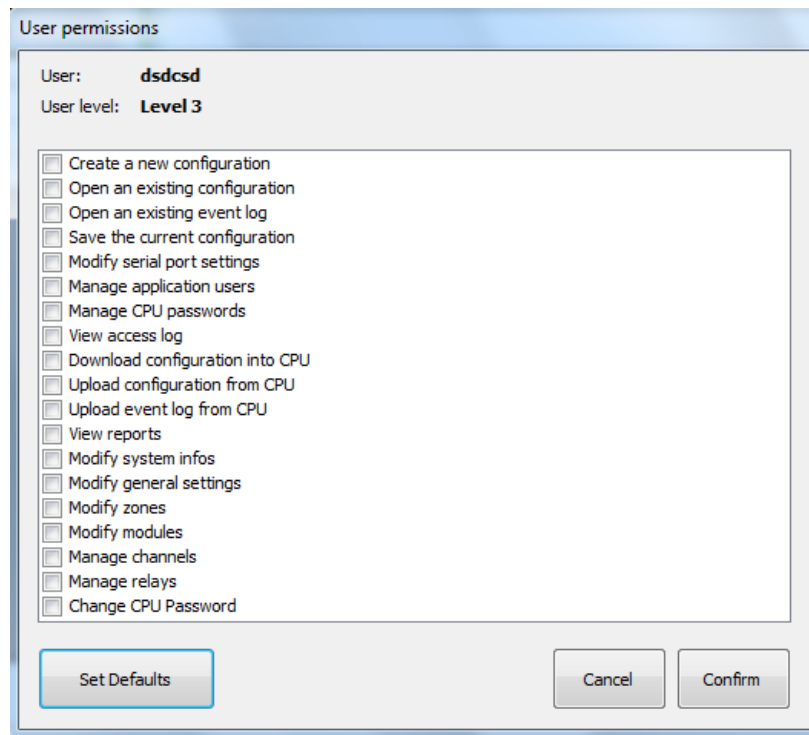 User permissions
User: dsdcsd
User level: Level 3
Create a new configuration
Open an existing configuration
Open an existing event log
Save the current configuration
Modify serial port settings
Manage application users
Manage CPU passwords
View access log
Download configuration into CPU
Upload configuration from CPU
Upload event log from CPU
View reports
Modify system infos
Modify general settings
Modify zones
Modify modules
Manage channels
Manage relays
Change CPU Password
Set Defaults Cancel Confirm